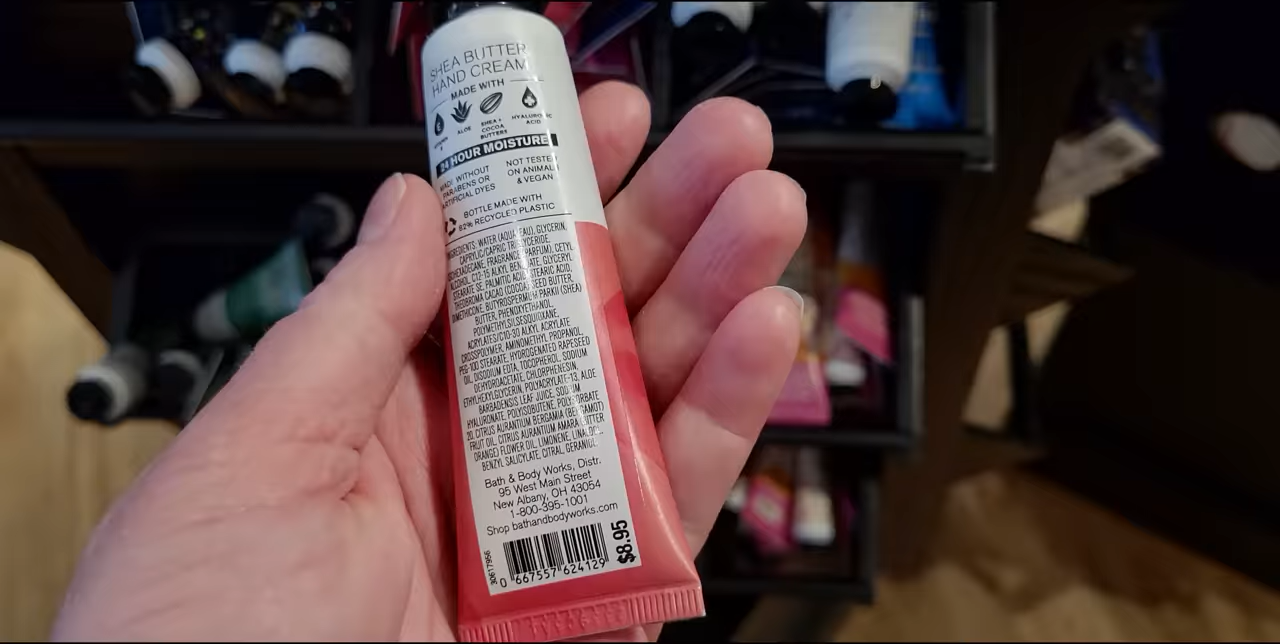 SHEA BUTTER
HAND CREAM
MADE WITH
ALOE
SHEA +
COCOA
BUTTERS
HYALURONIC
ACID
24 HOUR MOISTURE
MADE WITHOUT
PARABENS OR
ARTIFICIAL DYES
NOT TESTED
ON ANIMALS
& VEGAN
BOTTLE MADE WITH
62% RECYCLED PLASTIC
INGREDIENTS: WATER (AQUA, EAU), GLYCERIN,
CAPRYLIC/CAPRIC TRIGLYCERIDE,
ISOHEXADECANE, FRAGRANCE (PARFUM), CETYL
ALCOHOL, C12-15 ALKYL BENZOATE, GLYCERYL
STEARATE SE, PALMITIC ACID, STEARIC ACID,
THEOBROMA CACAO (COCOA) SEED BUTTER,
DIMETHICONE, BUTYROSPERMUM PARKII (SHEA)
BUTTER, PHENOXYETHANOL,
POLYMETHYLSILSESQUIOXANE,
ACRYLATES/C10-30 ALKYL ACRYLATE
CROSSPOLYMER, AMINOMETHYL PROPANOL,
PEG-100 STEARATE, HYDROGENATED RAPESEED
OIL, DISODIUM EDTA, TOCOPHEROL, SODIUM
DEHYDROACETATE, CHLORPHENESIN,
ETHYLHEXYLGLYCERIN, POLYACRYLATE-13, ALOE
BARBADENSIS LEAF JUICE, SODIUM
HYALURONATE, POLYISOBUTENE, POLYSORBATE
20, CITRUS AURANTIUM BERGAMIA (BERGAMOT)
FRUIT OIL, CITRUS AURANTIUM AMARA (BITTER
ORANGE) FLOWER OIL, LIMONENE, LINALOOL,
BENZYL SALICYLATE, CITRAL, GERANIOL.
Bath & Body Works, Distr.
95 West Main Street
New Albany, OH 43054
1-800-395-1001
Shop bathandbodyworks.com
30617956
0 667557 624129
$8.95